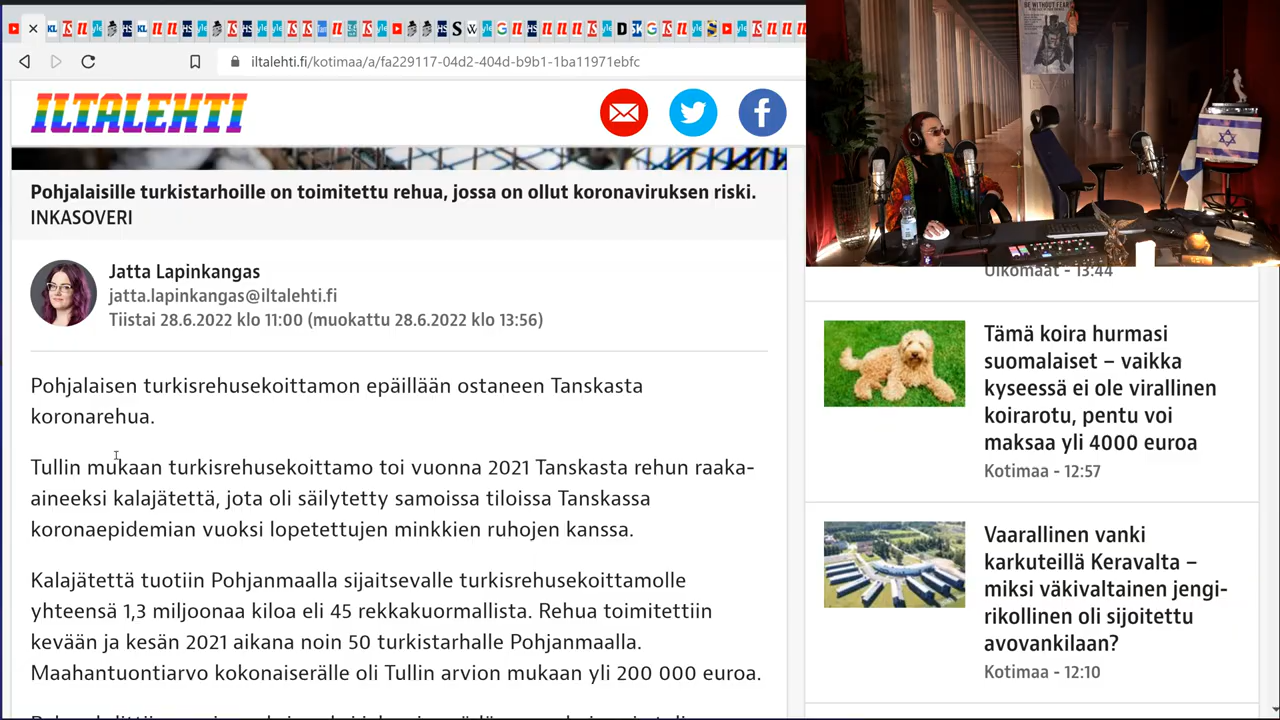 iltalehti.fi/kotimaa/a/fa229117-04d2-404d-b9b1-1ba11971ebfc
ILTALEHTI
Pohjalaisille turkistarhoille on toimitettu rehua, jossa on ollut koronaviruksen riski.
INKASOVERI
Jatta Lapinkangas
jatta.lapinkangas@iltalehti.fi
Tiistai 28.6.2022 klo 11:00 (muokattu 28.6.2022 klo 13:56)
Pohjalaisen turkisrehusekoittamon epäillään ostaneen Tanskasta
koronarehua.
Tullin mukaan turkisrehusekoittamo toi vuonna 2021 Tanskasta rehun raaka-
aineeksi kalajätettä, jota oli säilytetty samoissa tiloissa Tanskassa
koronaepidemian vuoksi lopetettujen minkkien ruhojen kanssa.
Kalajätettä tuotiin Pohjanmaalla sijaitsevalle turkisrehusekoittamolle
yhteensä 1,3 miljoonaa kiloa eli 45 rekkakuormallista. Rehua toimitettiin
kevään ja kesän 2021 aikana noin 50 turkistarhalle Pohjanmaalla.
Maahantuontiarvo kokonaiserälle oli Tullin arvion mukaan yli 200 000 euroa.
BE WITHOUT FEAR
Ulkomaat - 13:44
Tämä koira hurmasi
suomalaiset – vaikka
kyseessä ei ole virallinen
koirarotu, pentu voi
maksaa yli 4000 euroa
Kotimaa - 12:57
Vaarallinen vanki
karkuteillä Keravalta –
miksi väkivaltainen jengi-
rikollinen oli sijoitettu
avovankilaan?
Kotimaa - 12:10